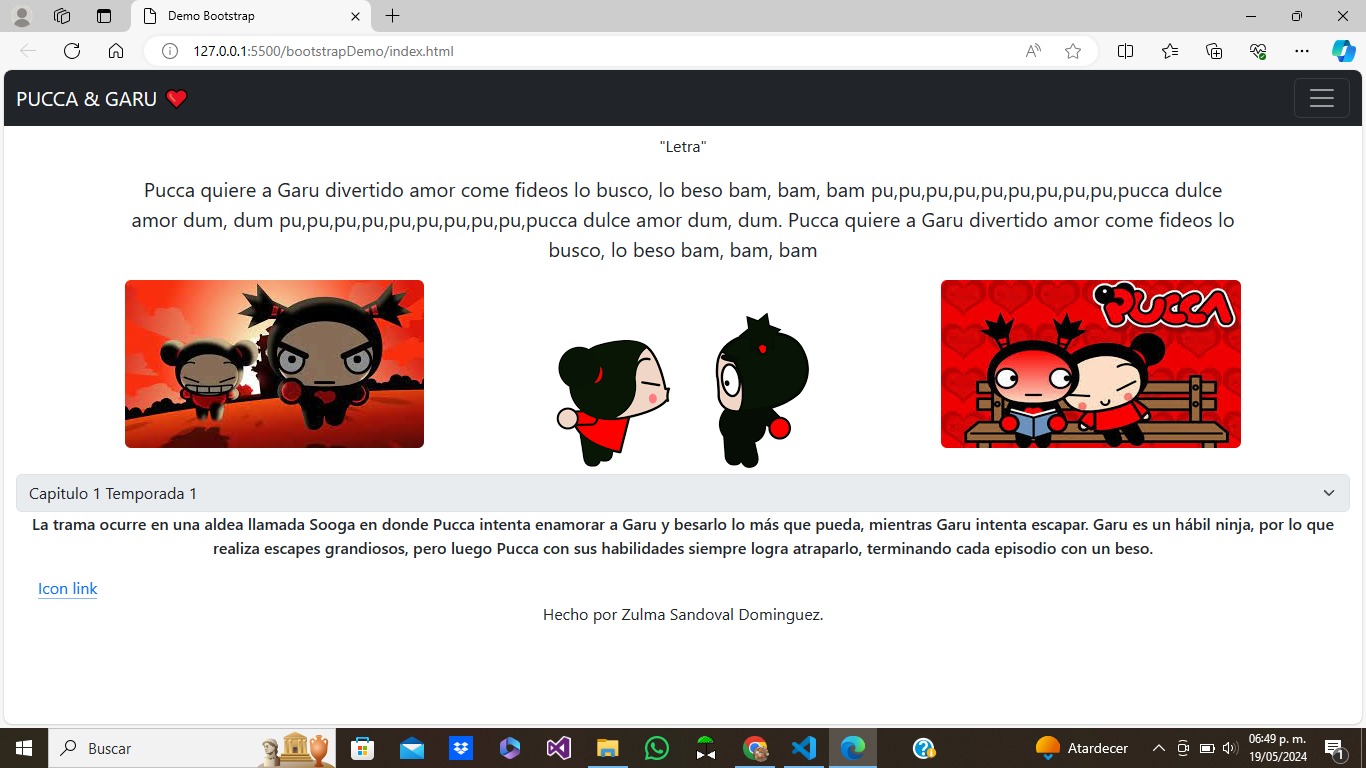 Demo Bootstrap
127.0.0.1:5500/bootstrapDemo/index.html
PUCCA & GARU ❤️
"Letra"
Pucca quiere a Garu divertido amor come fideos lo busco, lo beso bam, bam, bam pu,pu,pu,pu,pu,pu,pu,pu,pu,pucca dulce
amor dum, dum pu,pu,pu,pu,pu,pu,pu,pu,pu,pucca dulce amor dum, dum. Pucca quiere a Garu divertido amor come fideos lo
busco, lo beso bam, bam, bam
PUCCA
Capitulo 1 Temporada 1
La trama ocurre en una aldea llamada Sooga en donde Pucca intenta enamorar a Garu y besarlo lo más que pueda, mientras Garu intenta escapar. Garu es un hábil ninja, por lo que
realiza escapes grandiosos, pero luego Pucca con sus habilidades siempre logra atraparlo, terminando cada episodio con un beso.
Icon link
Hecho por Zulma Sandoval Dominguez.
Buscar
Atardecer
06:49 p. m.
19/05/2024
1